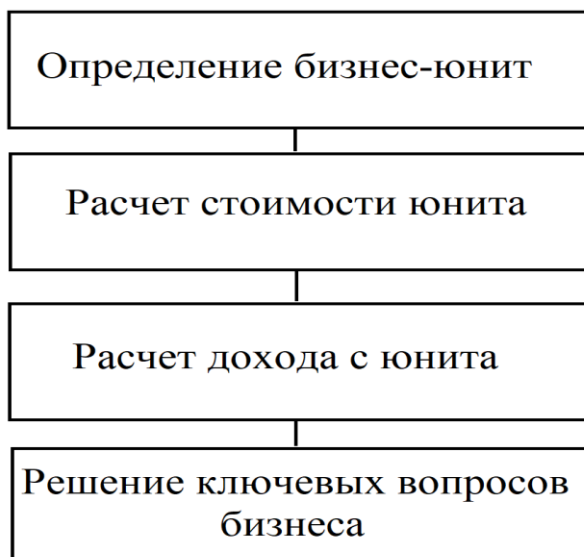 Определение бизнес-юнит
Расчет стоимости юнита
Расчет дохода с юнита
Решение ключевых вопросов
бизнеса